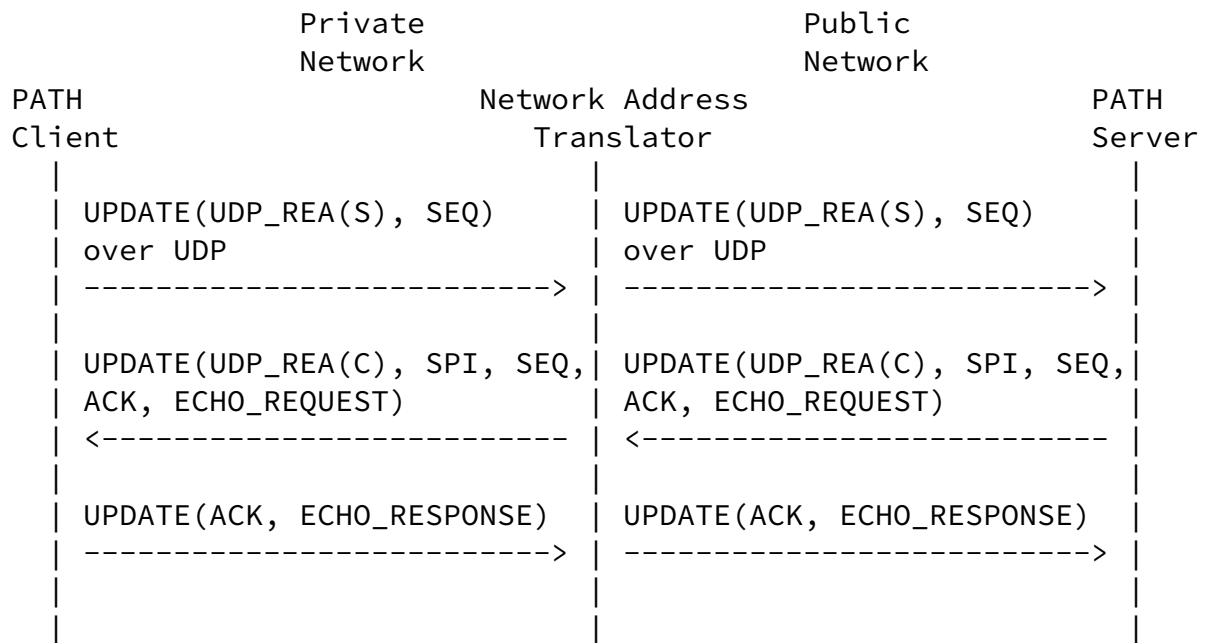 Private Public
Network Network
PATH Network Address PATH
Client Translator Server
UPDATE(UDP_REA(S), SEQ) UPDATE(UDP_REA(S), SEQ)
over UDP over UDP
UPDATE(UDP_REA(C), SPI, SEQ, UPDATE(UDP_REA(C), SPI, SEQ,
ACK, ECHO_REQUEST) ACK, ECHO_REQUEST)
UPDATE(ACK, ECHO_RESPONSE) UPDATE(ACK, ECHO_RESPONSE)